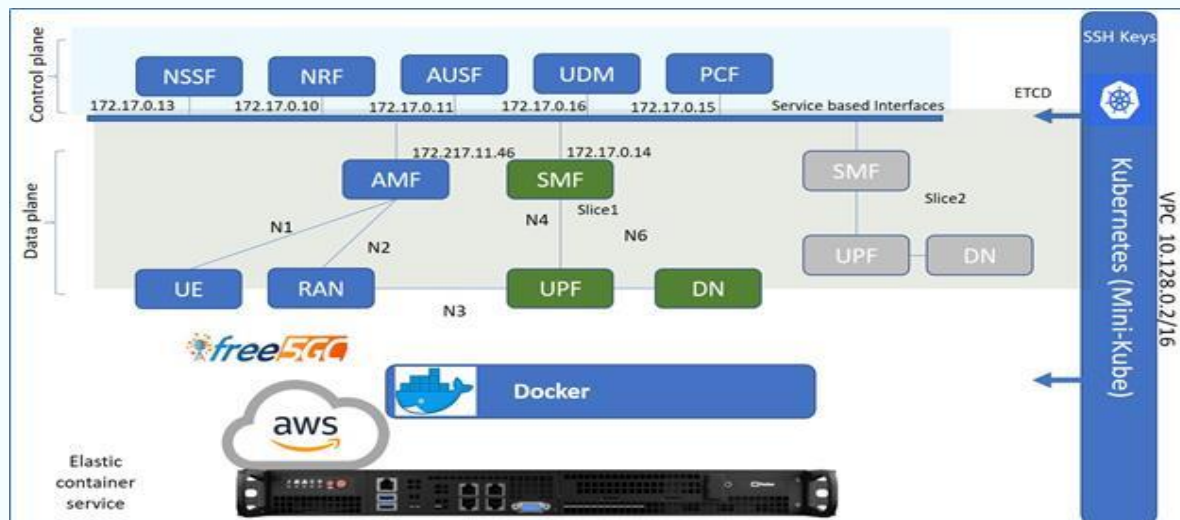 Control plane
NSSF
NRF
AUSF
UDM
PCF
172.17.0.13
172.17.0.10
172.17.0.11
172.17.0.16
172.17.0.15
Service based Interfaces
ETCD
SSH Keys
Kubernetes (Mini-Kube)
VPC 10.128.0.2/16
Data plane
172.217.11.46
172.17.0.14
AMF
SMF
SMF
Slice1
Slice2
N1
N2
N4
N6
UPF
DN
UE
RAN
UPF
DN
N3
free5GC
Docker
aws
Elastic
container
service